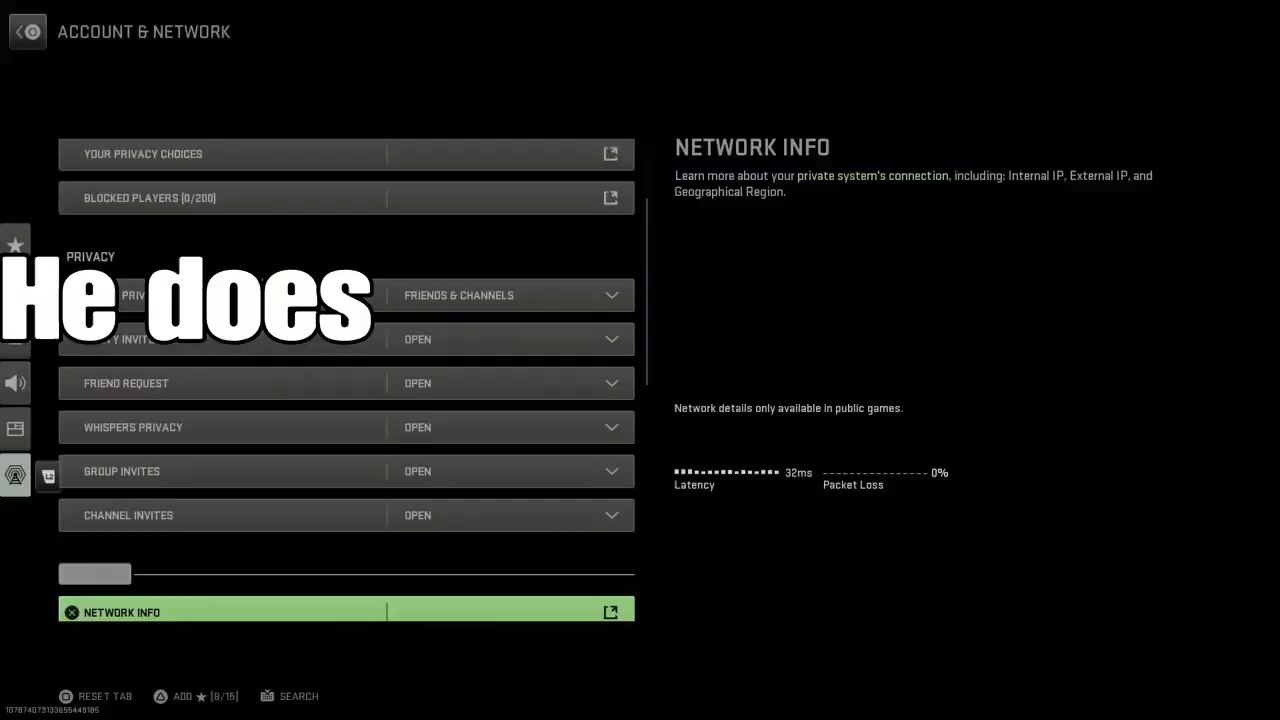 ACCOUNT & NETWORK
YOUR PRIVACY CHOICES
BLOCKED PLAYERS (0/200)
PRIVACY
He does
FRIENDS & CHANNELS
OPEN
FRIEND REQUEST
OPEN
WHISPERS PRIVACY
OPEN
GROUP INVITES
OPEN
L2
CHANNEL INVITES
OPEN
NETWORK INFO
RESET TAB
ADD ★ [8/15]
SEARCH
NETWORK INFO
Learn more about your private system's connection, including: Internal IP, External IP, and
Geographical Region.
Network details only available in public games.
32ms
0%
Latency
Packet Loss